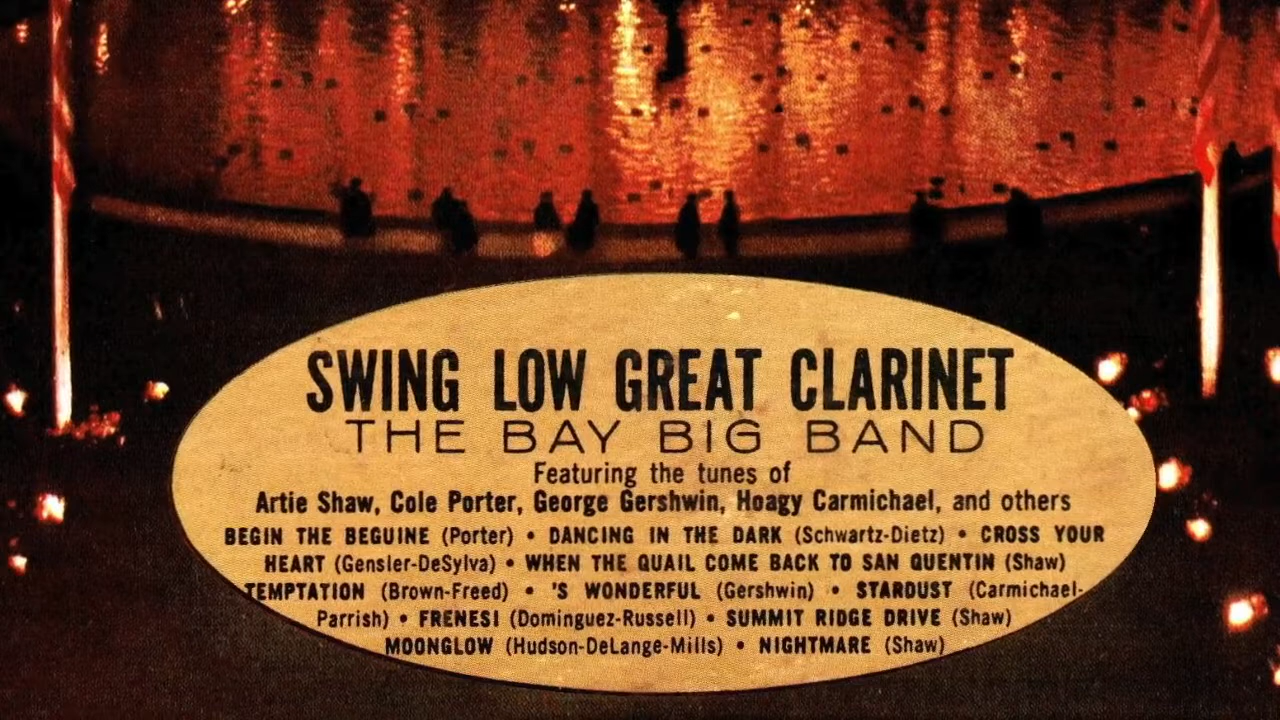 SWING LOW GREAT CLARINET
THE BAY BIG BAND
Featuring the tunes of
Artie Shaw, Cole Porter, George Gershwin, Hoagy Carmichael, and others
BEGIN THE BEGUINE (Porter) • DANCING IN THE DARK (Schwartz-Dietz) • CROSS YOUR
HEART (Gensler-DeSylva) • WHEN THE QUAIL COME BACK TO SAN QUENTIN (Shaw)
TEMPTATION (Brown-Freed) • 'S WONDERFUL (Gershwin) • STARDUST (Carmichael-
Parrish) • FRENESI (Dominguez-Russell) • SUMMIT RIDGE DRIVE (Shaw)
MOONGLOW (Hudson-DeLange-Mills) • NIGHTMARE (Shaw)